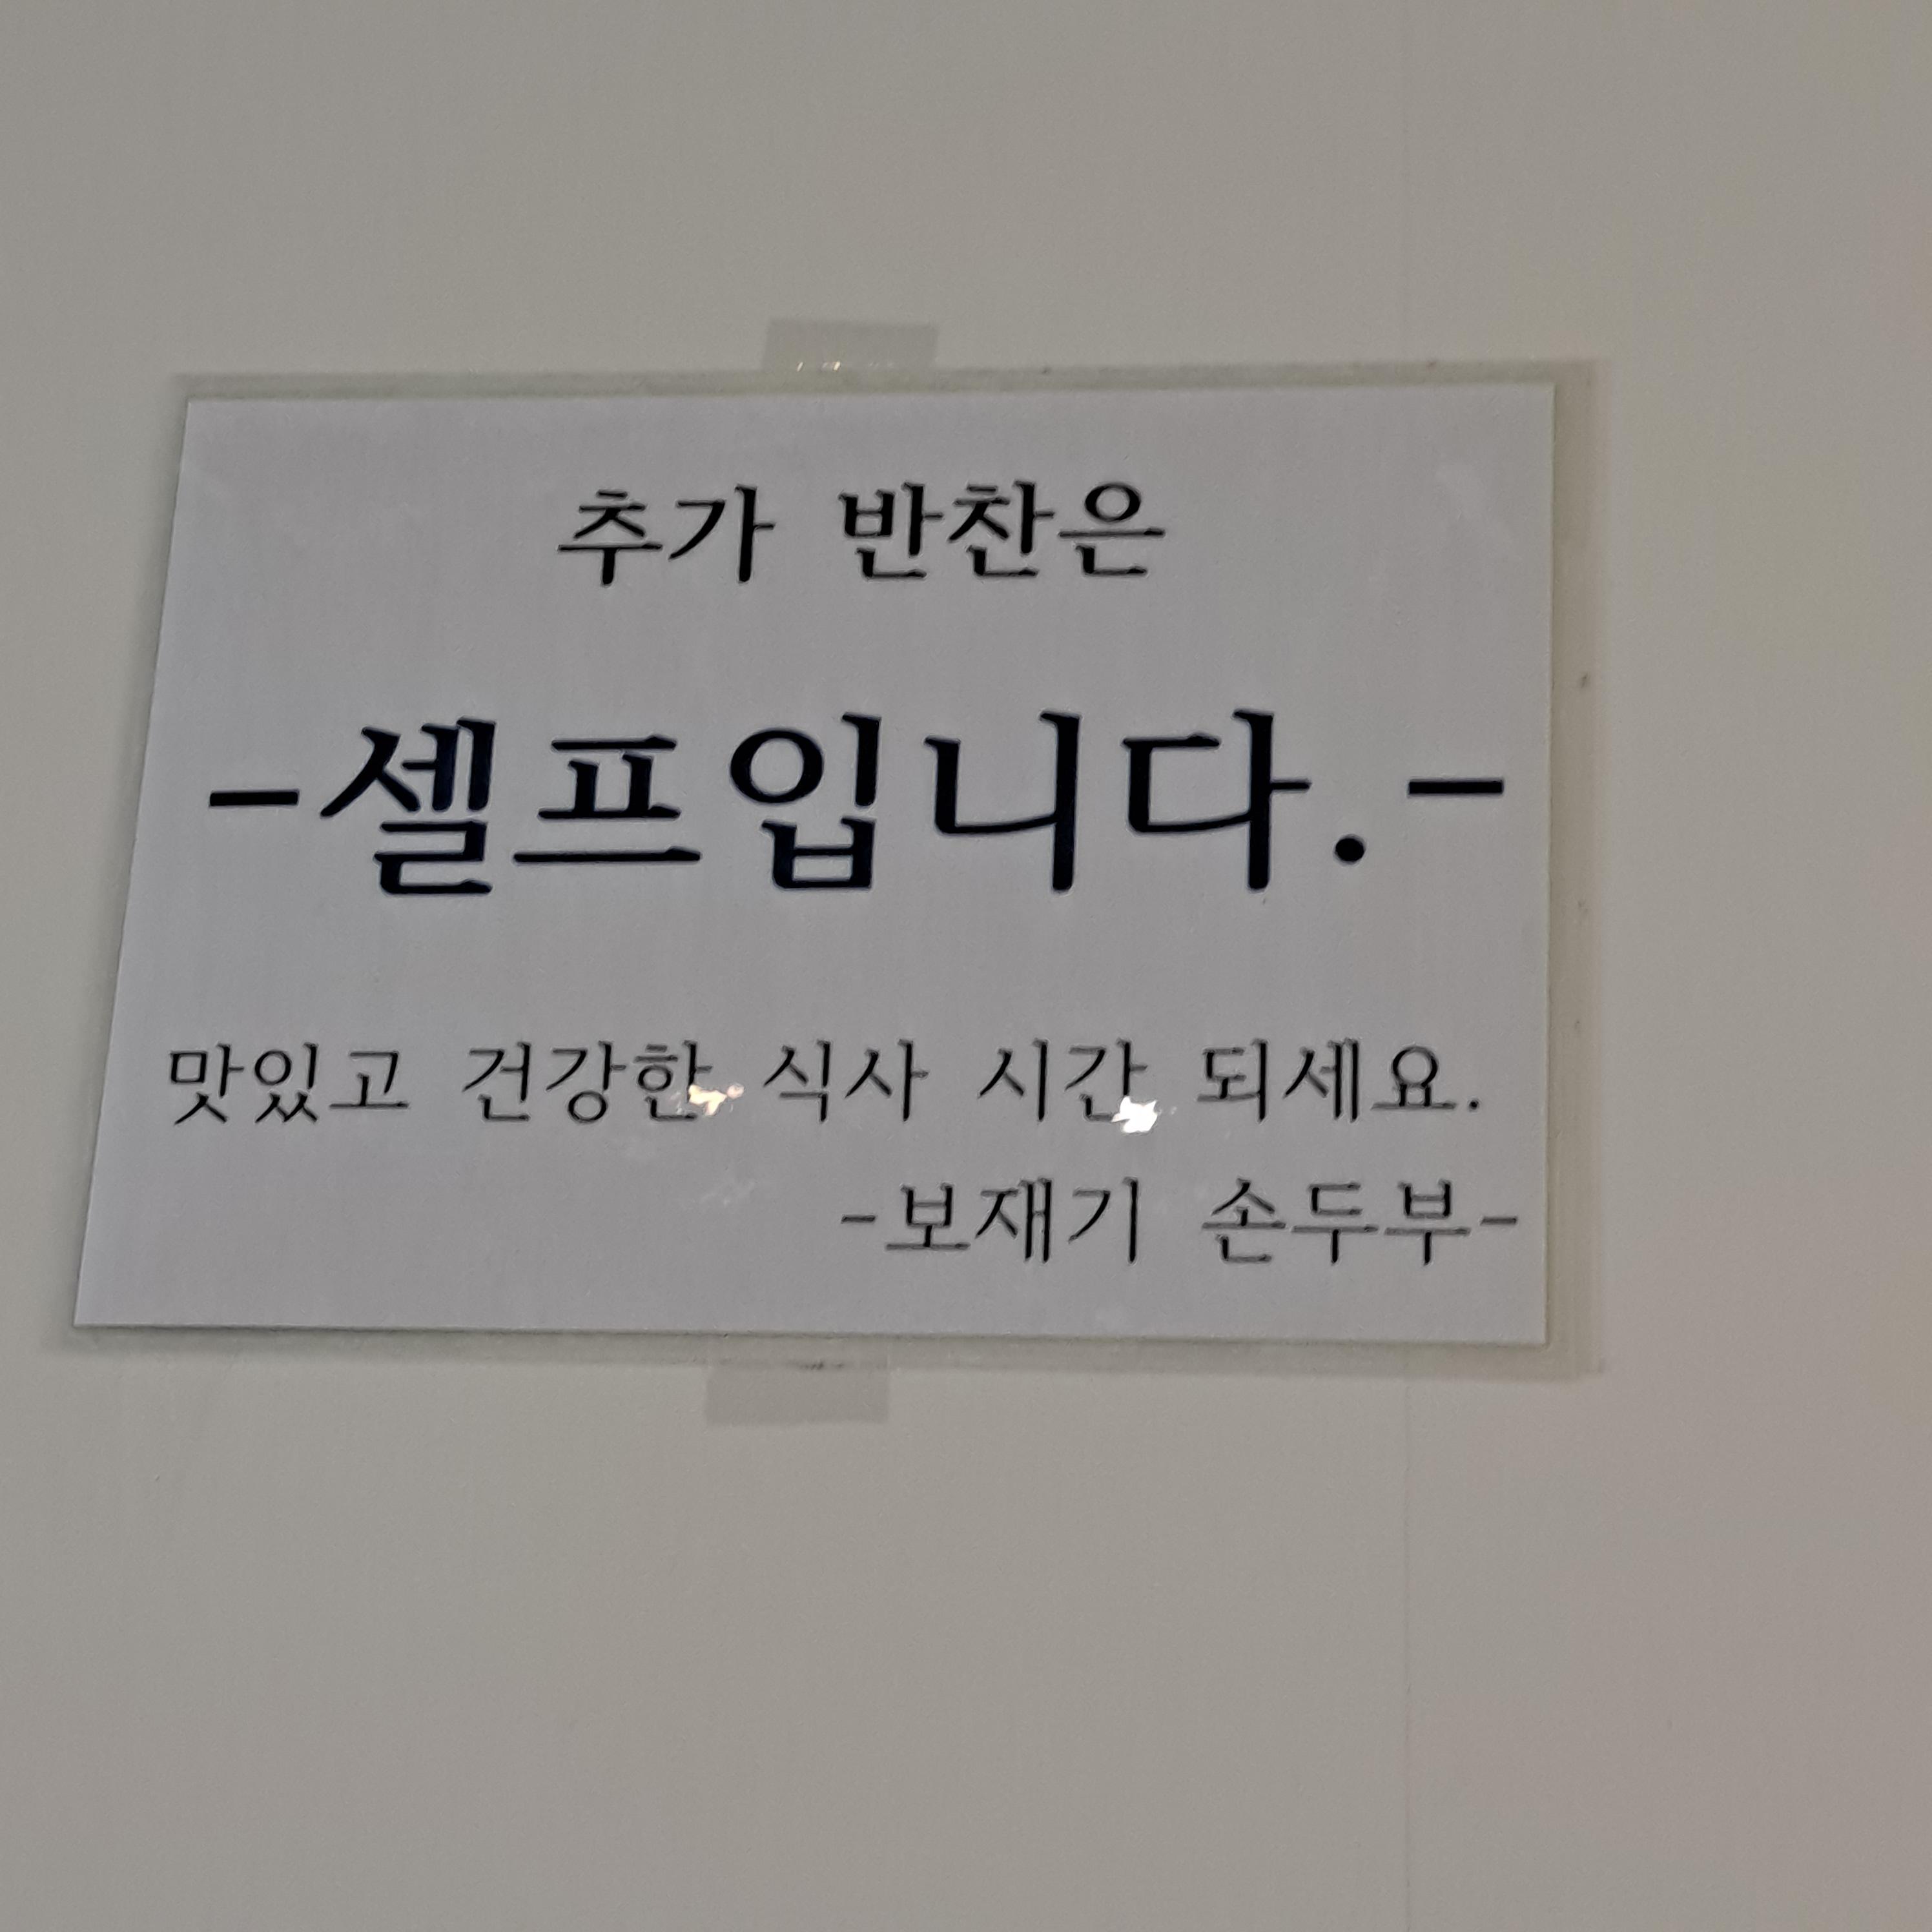 추가 반찬은
-셀프입니다.-
맛있고 건강한 식사 시간 되세요.
-보재기 손두부-